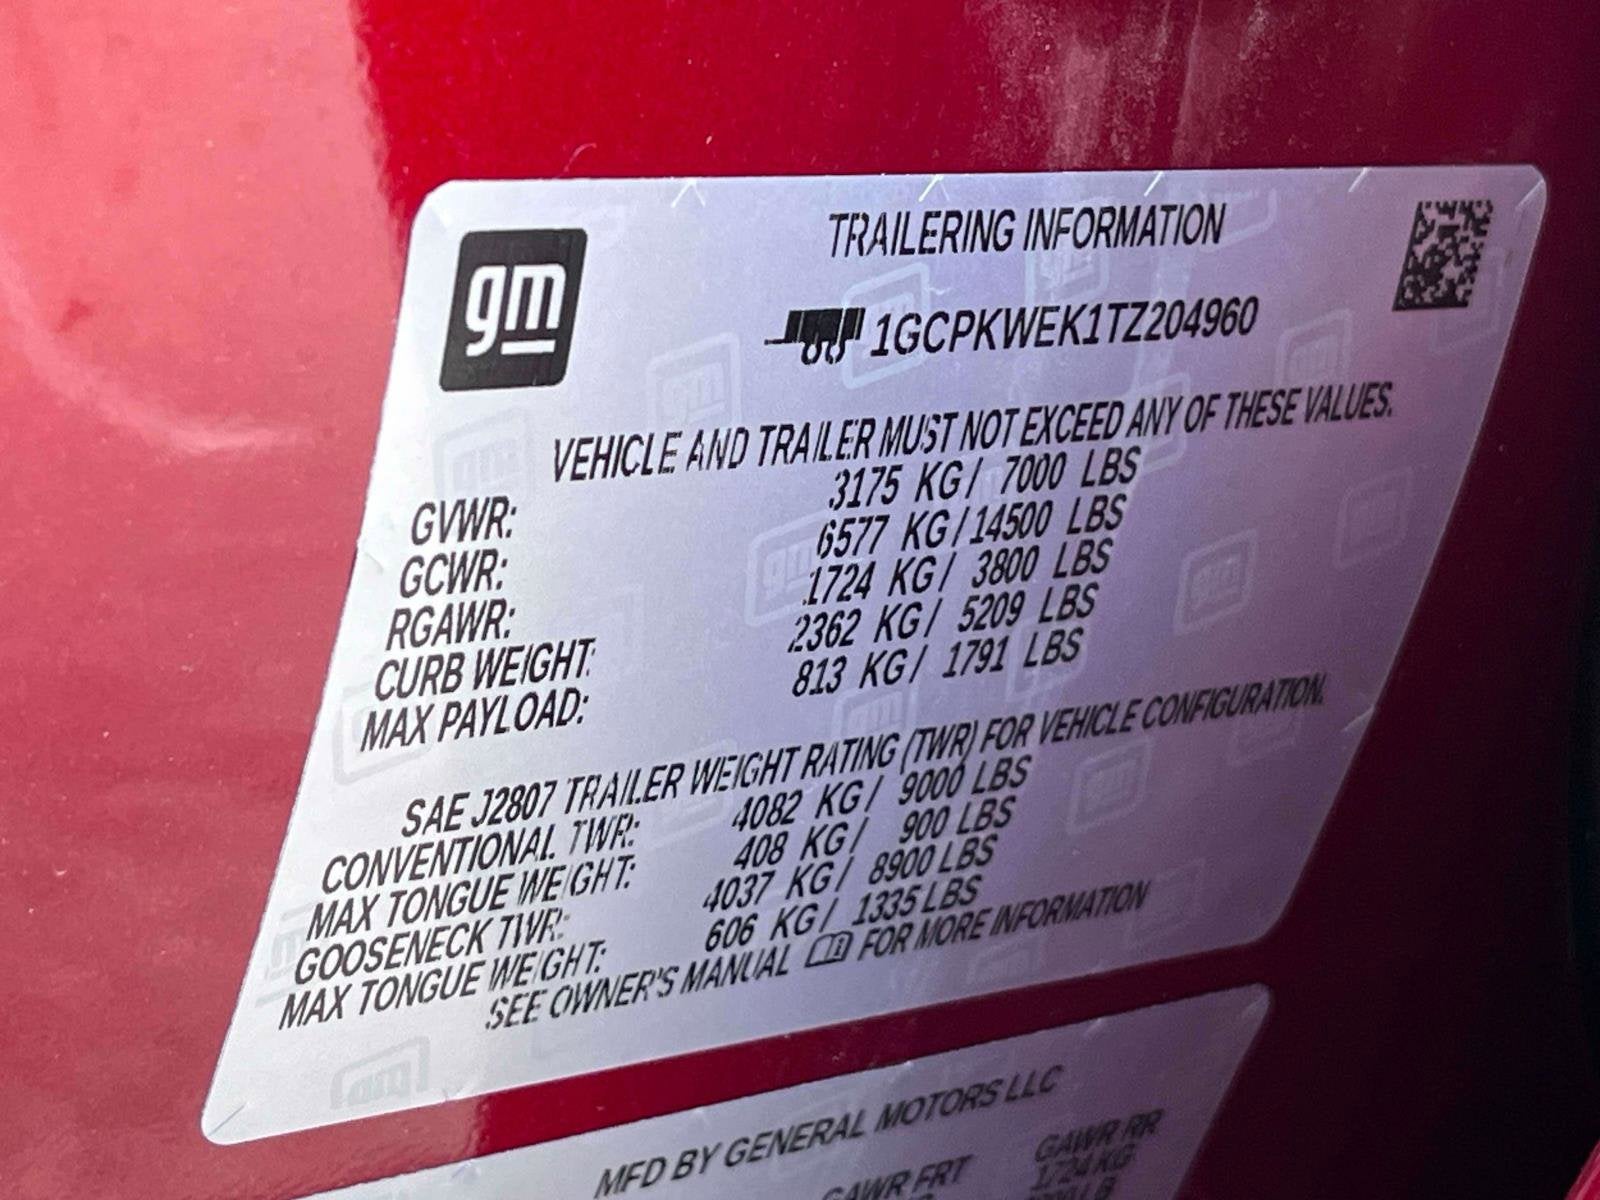 gm
TRAILERING INFORMATION
1GCPKWEK1TZ204960
VEHICLE AND TRAILER MUST NOT EXCEED ANY OF THESE VALUES.
GVWR: 3175 KG / 7000 LBS
GCWR: 6577 KG / 14500 LBS
RGAWR: 1724 KG / 3800 LBS
CURB WEIGHT: 2362 KG / 5209 LBS
MAX PAYLOAD: 813 KG / 1791 LBS
SAE J2807 TRAILER WEIGHT RATING (TWR) FOR VEHICLE CONFIGURATION.
CONVENTIONAL TWR: 4082 KG / 9000 LBS
MAX TONGUE WEIGHT: 408 KG / 900 LBS
GOOSENECK TWR: 4037 KG / 8900 LBS
MAX TONGUE WEIGHT: 606 KG / 1335 LBS
SEE OWNER'S MANUAL FOR MORE INFORMATION
MFD BY GENERAL MOTORS LLC
GAWR FRT GAWR RR
1724 KG